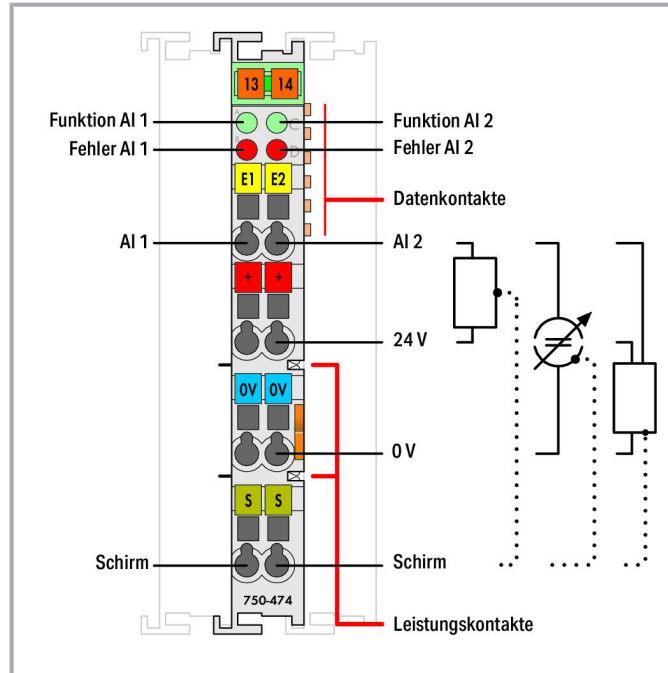 13 14
Funktion AI 1
A C
Funktion AI 2
Fehler AI 1
B D
Fehler AI 2
E1 E2
Datenkontakte
AI 1
AI 2
+ +
24 V
0V 0V
0 V
S S
Schirm
Schirm
750-474
Leistungskontakte